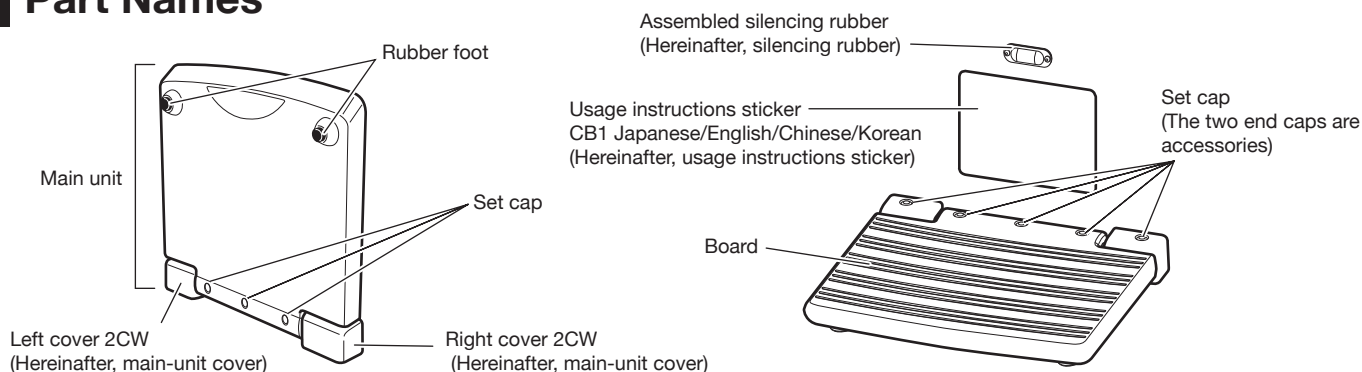 Part Names
Rubber foot
Main unit
Set cap
Left cover 2CW
(Hereinafter, main-unit cover)
Right cover 2CW
(Hereinafter, main-unit cover)
Assembled silencing rubber
(Hereinafter, silencing rubber)
Usage instructions sticker
CB1 Japanese/English/Chinese/Korean
(Hereinafter, usage instructions sticker)
Set cap
(The two end caps are
accessories)
Board